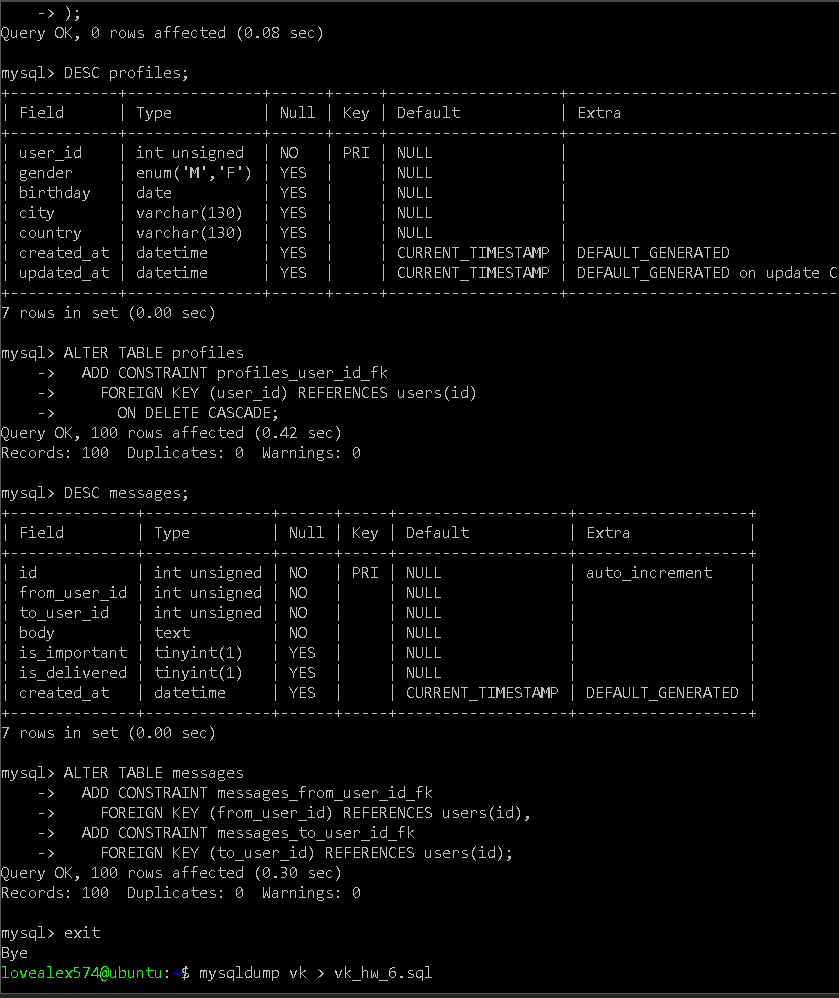 -> );
Query OK, 0 rows affected (0.08 sec)

mysql> DESC profiles;
+------------+---------------+------+-----+-------------------+------------------------------
| Field      | Type          | Null | Key | Default           | Extra
+------------+---------------+------+-----+-------------------+------------------------------
| user_id    | int unsigned  | NO   | PRI | NULL              |
| gender     | enum('M','F') | YES  |     | NULL              |
| birthday   | date          | YES  |     | NULL              |
| city       | varchar(130)  | YES  |     | NULL              |
| country    | varchar(130)  | YES  |     | NULL              |
| created_at | datetime      | YES  |     | CURRENT_TIMESTAMP | DEFAULT_GENERATED
| updated_at | datetime      | YES  |     | CURRENT_TIMESTAMP | DEFAULT_GENERATED on update C
+------------+---------------+------+-----+-------------------+------------------------------
7 rows in set (0.00 sec)

mysql> ALTER TABLE profiles
    ->   ADD CONSTRAINT profiles_user_id_fk
    ->     FOREIGN KEY (user_id) REFERENCES users(id)
    ->       ON DELETE CASCADE;
Query OK, 100 rows affected (0.42 sec)
Records: 100  Duplicates: 0  Warnings: 0

mysql> DESC messages;
+--------------+--------------+------+-----+-------------------+-------------------+
| Field        | Type         | Null | Key | Default           | Extra             |
+--------------+--------------+------+-----+-------------------+-------------------+
| id           | int unsigned | NO   | PRI | NULL              | auto_increment    |
| from_user_id | int unsigned | NO   |     | NULL              |                   |
| to_user_id   | int unsigned | NO   |     | NULL              |                   |
| body         | text         | NO   |     | NULL              |                   |
| is_important | tinyint(1)   | YES  |     | NULL              |                   |
| is_delivered | tinyint(1)   | YES  |     | NULL              |                   |
| created_at   | datetime     | YES  |     | CURRENT_TIMESTAMP | DEFAULT_GENERATED |
+--------------+--------------+------+-----+-------------------+-------------------+
7 rows in set (0.00 sec)

mysql> ALTER TABLE messages
    ->   ADD CONSTRAINT messages_from_user_id_fk
    ->     FOREIGN KEY (from_user_id) REFERENCES users(id),
    ->   ADD CONSTRAINT messages_to_user_id_fk
    ->     FOREIGN KEY (to_user_id) REFERENCES users(id);
Query OK, 100 rows affected (0.30 sec)
Records: 100  Duplicates: 0  Warnings: 0

mysql> exit
Bye
lovealex574@ubuntu:~$ mysqldump vk > vk_hw_6.sql